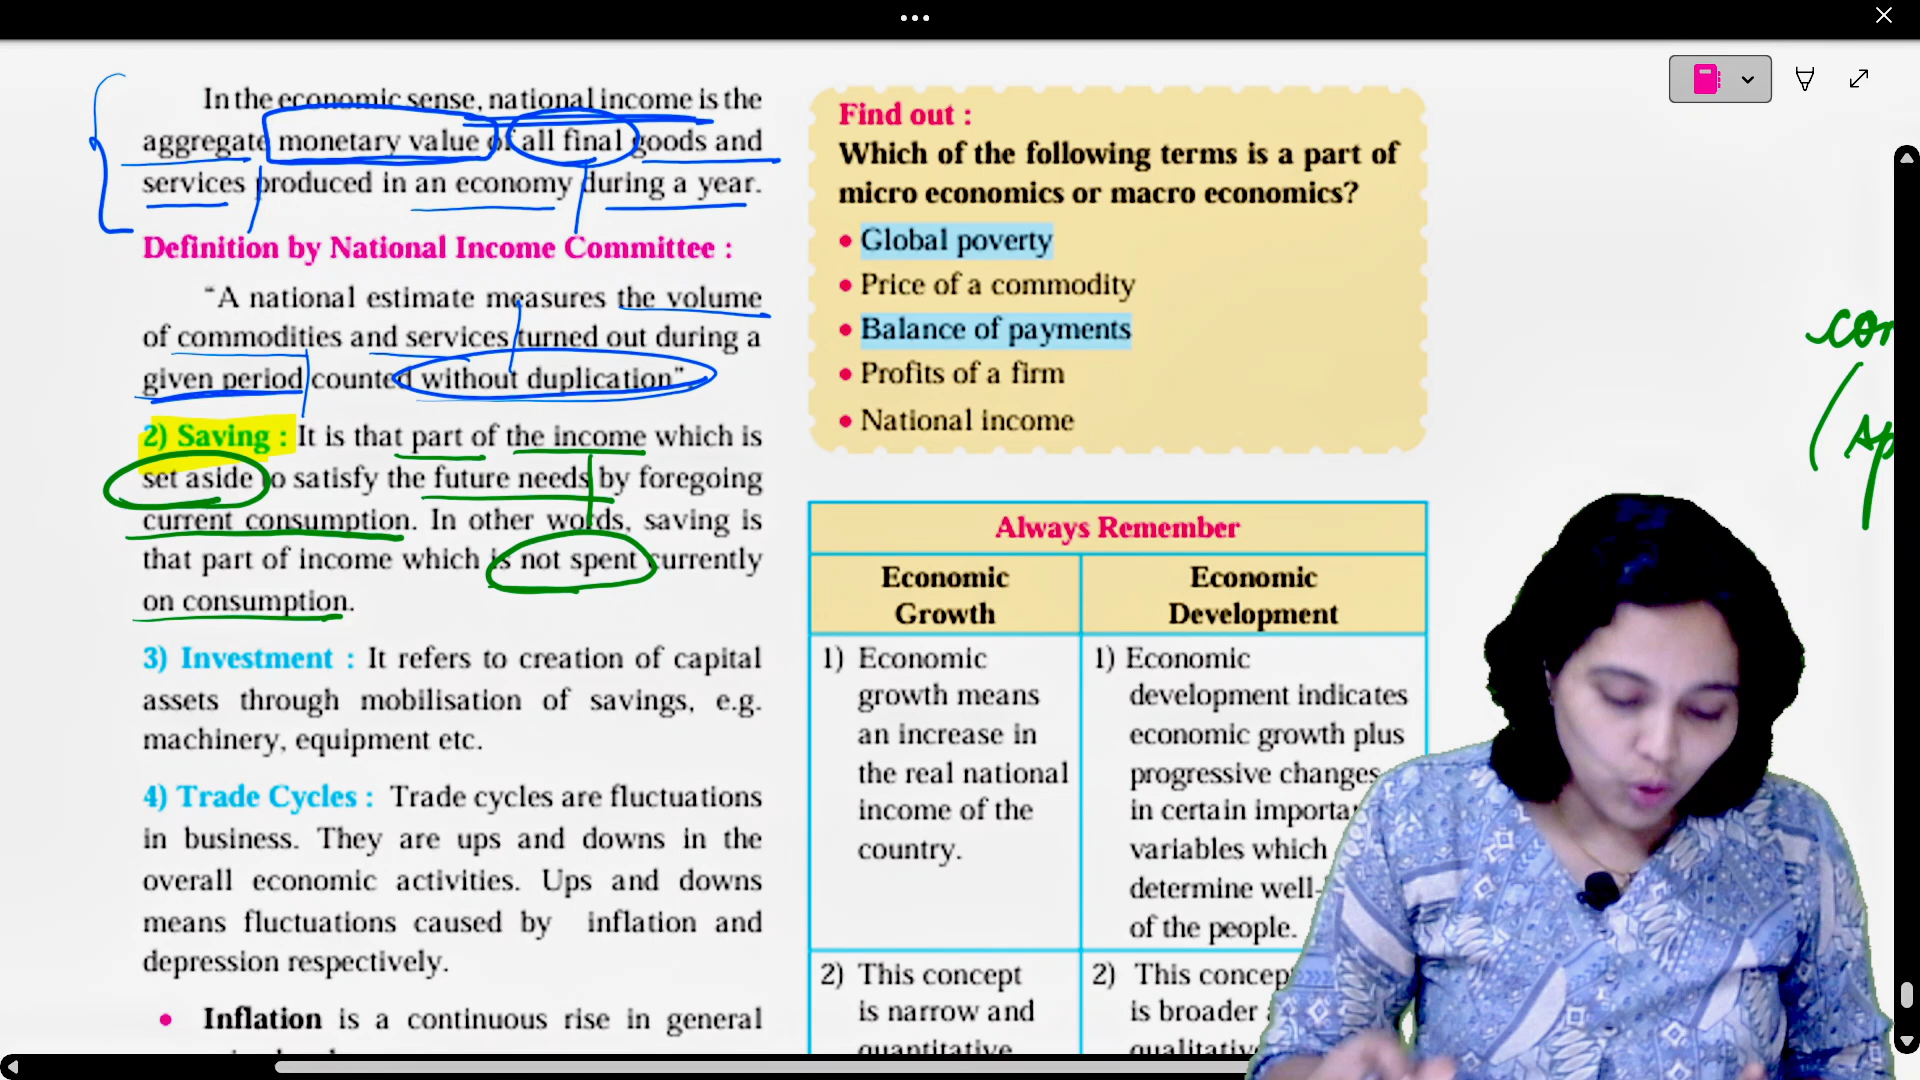 In the economic sense, national income is the
aggregate monetary value of all final goods and
services produced in an economy during a year.
Definition by National Income Committee :
"A national estimate measures the volume
of commodities and services turned out during a
given period counted without duplication".
2) Saving : It is that part of the income which is
set aside to satisfy the future needs by foregoing
current consumption. In other words, saving is
that part of income which is not spent currently
on consumption.
3) Investment : It refers to creation of capital
assets through mobilisation of savings, e.g.
machinery, equipment etc.
4) Trade Cycles : Trade cycles are fluctuations
in business. They are ups and downs in the
overall economic activities. Ups and downs
means fluctuations caused by inflation and
depression respectively.
• Inflation is a continuous rise in general
Find out :
Which of the following terms is a part of
micro economics or macro economics?
• Global poverty
• Price of a commodity
• Balance of payments
• Profits of a firm
• National income
Always Remember
Economic
Growth
1) Economic
growth means
an increase in
the real national
income of the
country.
2) This concept
is narrow and
quantitative
Economic
Development
1) Economic
development indicates
economic growth plus
progressive changes
in certain importa
variables which
determine well-
of the people.
2) This concep
is broader
qualitativ
con
(Ap